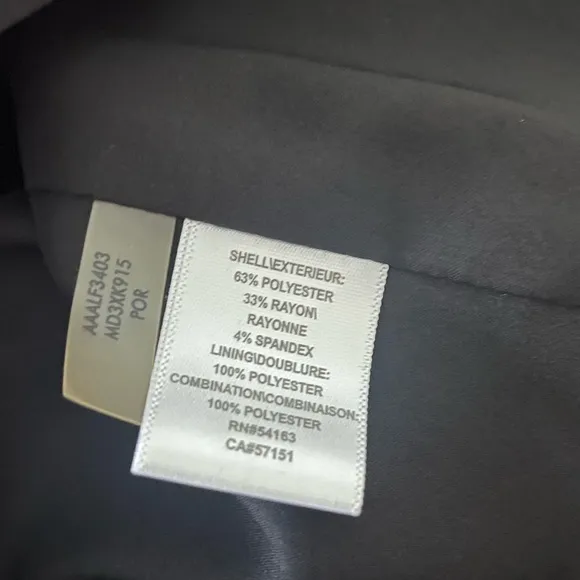 AAALF3403
MD3XK915
POR
SHELL\EXTERIEUR:
63% POLYESTER
33% RAYON\
RAYONNE
4% SPANDEX
LINING\DOUBLURE:
100% POLYESTER
COMBINATION\COMBINAISON:
100% POLYESTER
RN#54163
CA#57151